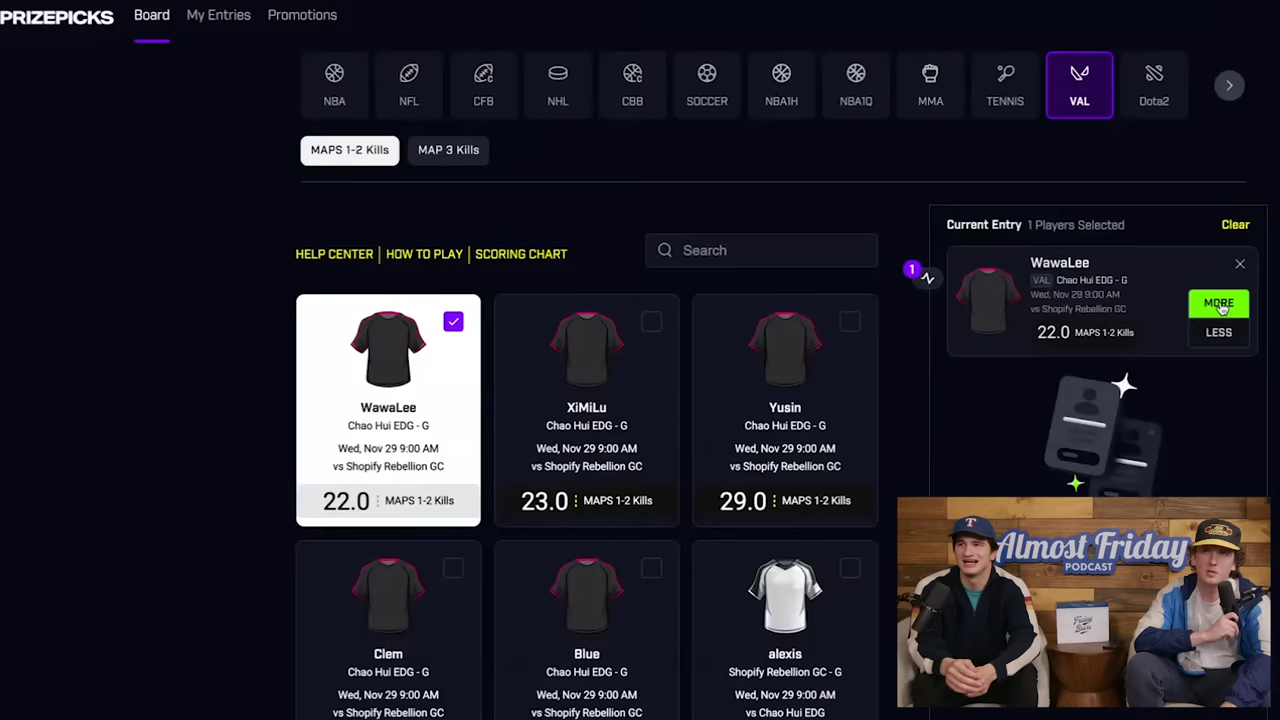 PRIZEPICKS
Board
My Entries
Promotions
NBA
NFL
CFB
NHL
CBB
SOCCER
NBA1H
NBA1Q
MMA
TENNIS
VAL
Dota2
MAPS 1-2 Kills
MAP 3 Kills
HELP CENTER
HOW TO PLAY
SCORING CHART
Search
WawaLee
Chao Hui EDG - G
Wed, Nov 29 9:00 AM
vs Shopify Rebellion GC
22.0 MAPS 1-2 Kills
XiMiLu
Chao Hui EDG - G
Wed, Nov 29 9:00 AM
vs Shopify Rebellion GC
23.0 MAPS 1-2 Kills
Yusin
Chao Hui EDG - G
Wed, Nov 29 9:00 AM
vs Shopify Rebellion GC
29.0 MAPS 1-2 Kills
Clem
Chao Hui EDG - G
Wed, Nov 29 9:00 AM
vs Shopify Rebellion GC
Blue
Chao Hui EDG - G
Wed, Nov 29 9:00 AM
vs Shopify Rebellion GC
alexis
Shopify Rebellion GC - G
Wed, Nov 29 9:00 AM
vs Chao Hui EDG
Current Entry 1 Players Selected
Clear
1
WawaLee
VAL Chao Hui EDG - G
Wed, Nov 29 9:00 AM
vs Shopify Rebellion GC
22.0 MAPS 1-2 Kills
MORE
LESS
T
Almost Friday
PODCAST